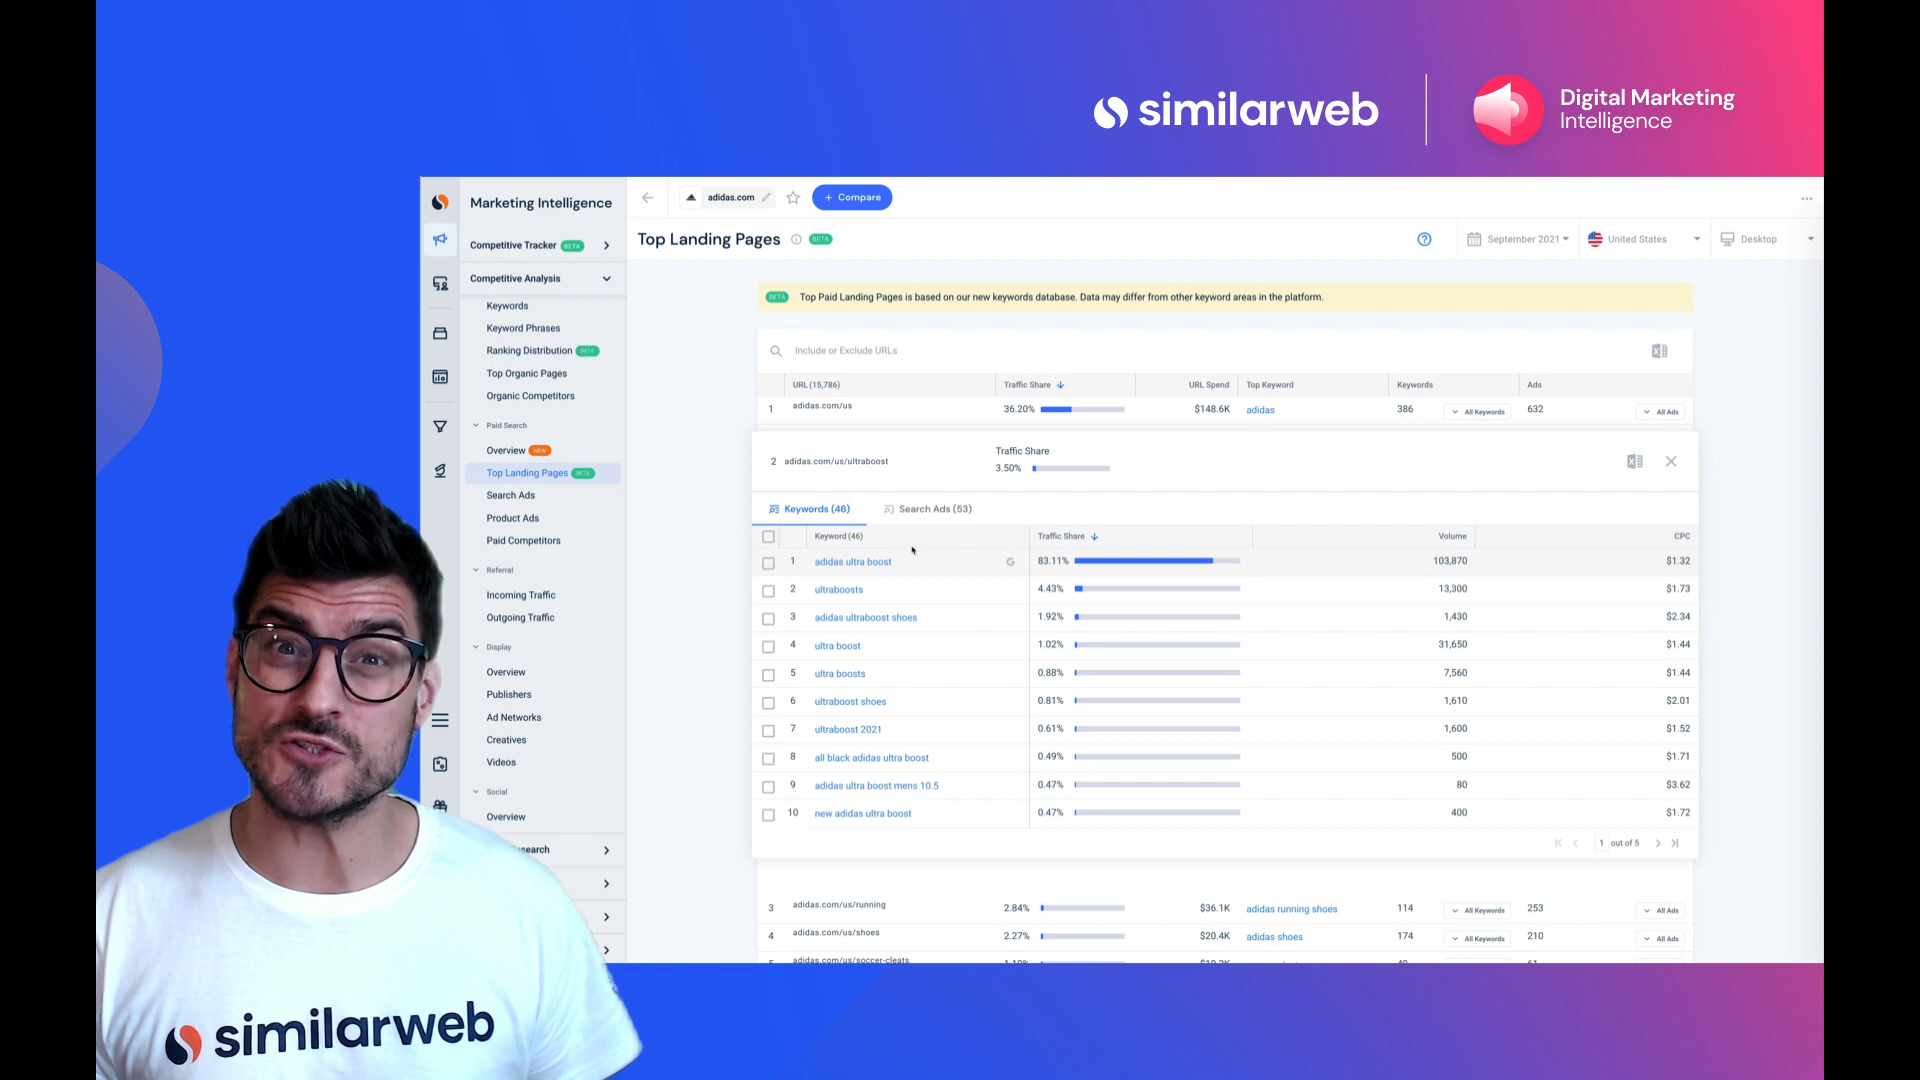 similarweb
Digital Marketing
Intelligence
Marketing Intelligence
adidas.com
+ Compare
Competitive Tracker BETA
Top Landing Pages BETA
September 2021
United States
Desktop
Competitive Analysis
Keywords
Keyword Phrases
Ranking Distribution BETA
Top Organic Pages
Organic Competitors
Paid Search
Overview NEW
Top Landing Pages BETA
Search Ads
Product Ads
Paid Competitors
Referral
Incoming Traffic
Outgoing Traffic
Display
Overview
Publishers
Ad Networks
Creatives
Videos
Social
Overview
search
BETA Top Paid Landing Pages is based on our new keywords database. Data may differ from other keyword areas in the platform.
Include or Exclude URLs
URL (15,786) Traffic Share URL Spend Top Keyword Keywords Ads
1 adidas.com/us 36.20% $148.6K adidas 386 All Keywords 632 All Ads
2 adidas.com/us/ultraboost Traffic Share 3.50%
Keywords (46) Search Ads (53)
Keyword (46) Traffic Share Volume CPC
1 adidas ultra boost G 83.11% 103,870 $1.32
2 ultraboosts 4.43% 13,300 $1.73
3 adidas ultraboost shoes 1.92% 1,430 $2.34
4 ultra boost 1.02% 31,650 $1.44
5 ultra boosts 0.88% 7,560 $1.44
6 ultraboost shoes 0.81% 1,610 $2.01
7 ultraboost 2021 0.61% 1,600 $1.52
8 all black adidas ultra boost 0.49% 500 $1.71
9 adidas ultra boost mens 10.5 0.47% 80 $3.62
10 new adidas ultra boost 0.47% 400 $1.72
1 out of 5
3 adidas.com/us/running 2.84% $36.1K adidas running shoes 114 All Keywords 253 All Ads
4 adidas.com/us/shoes 2.27% $20.4K adidas shoes 174 All Keywords 210 All Ads
adidas.com/us/soccer-cleats
similarweb